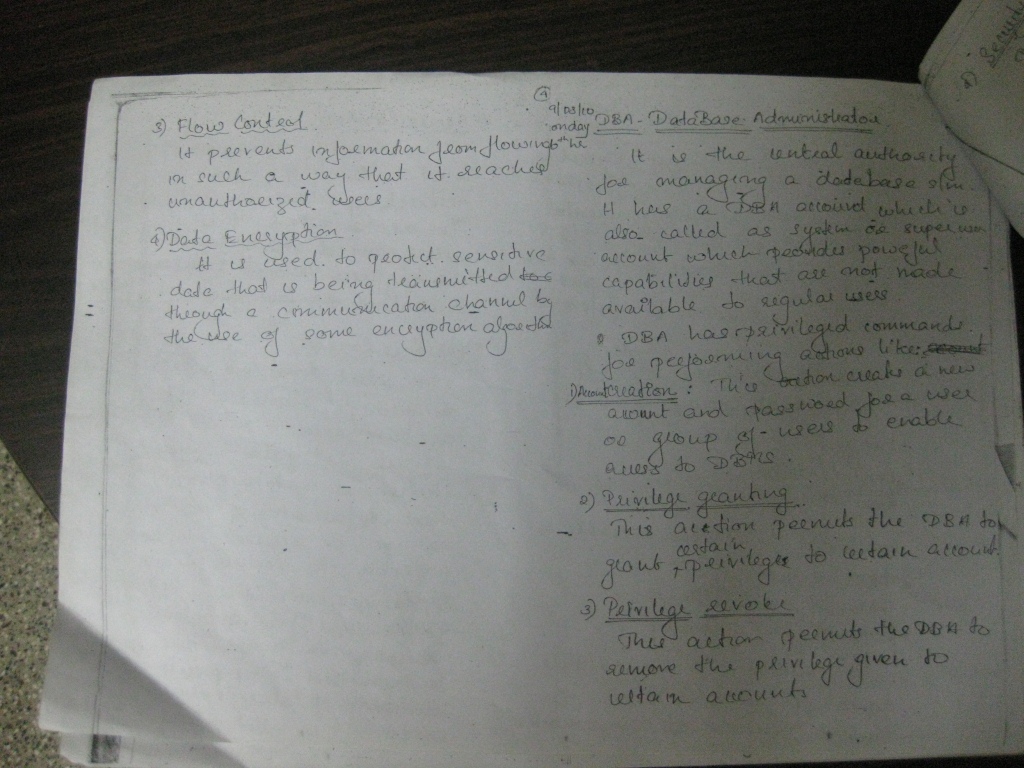 3) Flow Control
It prevents information from flowing
in such a way that it reaches
unauthorized users
4) Data Encryption
It is used to protect sensitive
data that is being transmitted
through a communication channel by
the use of some encryption
4
9/03/10
onday
DBA - DataBase Administrator
It is the central authority
for managing a database s/m.
It has a DBA account which is
also called as system or superuser
account which provides powerful
capabilities that are not made
available to regular users.
DBA has privileged commands
for performing actions like:
1) Account creation: This action creats a new
account and password for a user
or group of users to enable
access to DBMS.
2) Privilege granting
This action permits the DBA to
certain
grant privileges to certain account
3) Privilege revoke
This action permits the DBA to
remove the privilege given to
certain accounts
8) Security